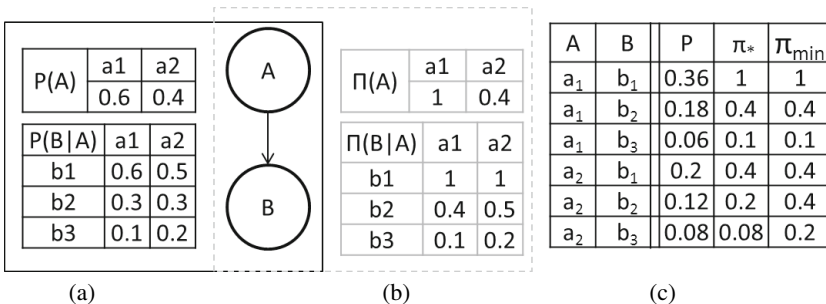 P(A) a1 a2
0.6 0.4
P(B|A) a1 a2
b1 0.6 0.5
b2 0.3 0.3
b3 0.1 0.2
A
B
Π(A) a1 a2
1 0.4
Π(B|A) a1 a2
b1 1 1
b2 0.4 0.5
b3 0.1 0.2
A B P π* πmin
a1 b1 0.36 1 1
a1 b2 0.18 0.4 0.4
a1 b3 0.06 0.1 0.1
a2 b1 0.2 0.4 0.4
a2 b2 0.12 0.2 0.4
a2 b3 0.08 0.08 0.2
(a) (b) (c)